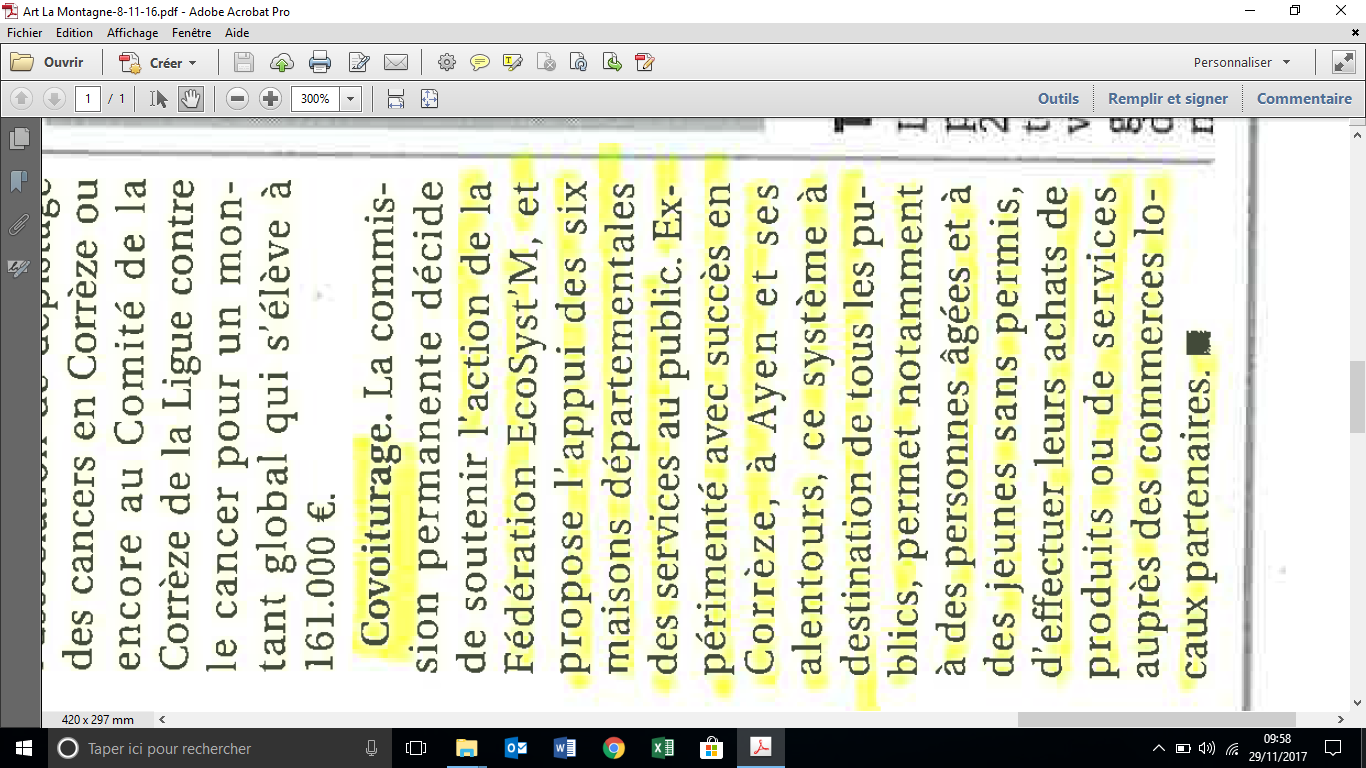 Art La Montagne-8-11-16.pdf - Adobe Acrobat Pro
Fichier Edition Affichage Fenêtre Aide
Ouvrir Créer Personnaliser
1 / 1 300% Outils Remplir et signer Commentaire
des cancers en Corrèze ou
encore au Comité de la
Corrèze de la Ligue contre
le cancer pour un mon-
tant global qui s'élève à
161.000 €.
Covoiturage. La commis-
sion permanente décide
de soutenir l'action de la
Fédération EcoSyst'M, et
propose l'appui des six
maisons départementales
des services au public. Ex-
périmenté avec succès en
Corrèze, à Ayen et ses
alentours, ce système à
destination de tous les pu-
blics, permet notamment
à des personnes âgées et à
des jeunes sans permis,
d'effectuer leurs achats de
produits ou de services
auprès des commerces lo-
caux partenaires.
420 x 297 mm
Taper ici pour rechercher
09:58
29/11/2017